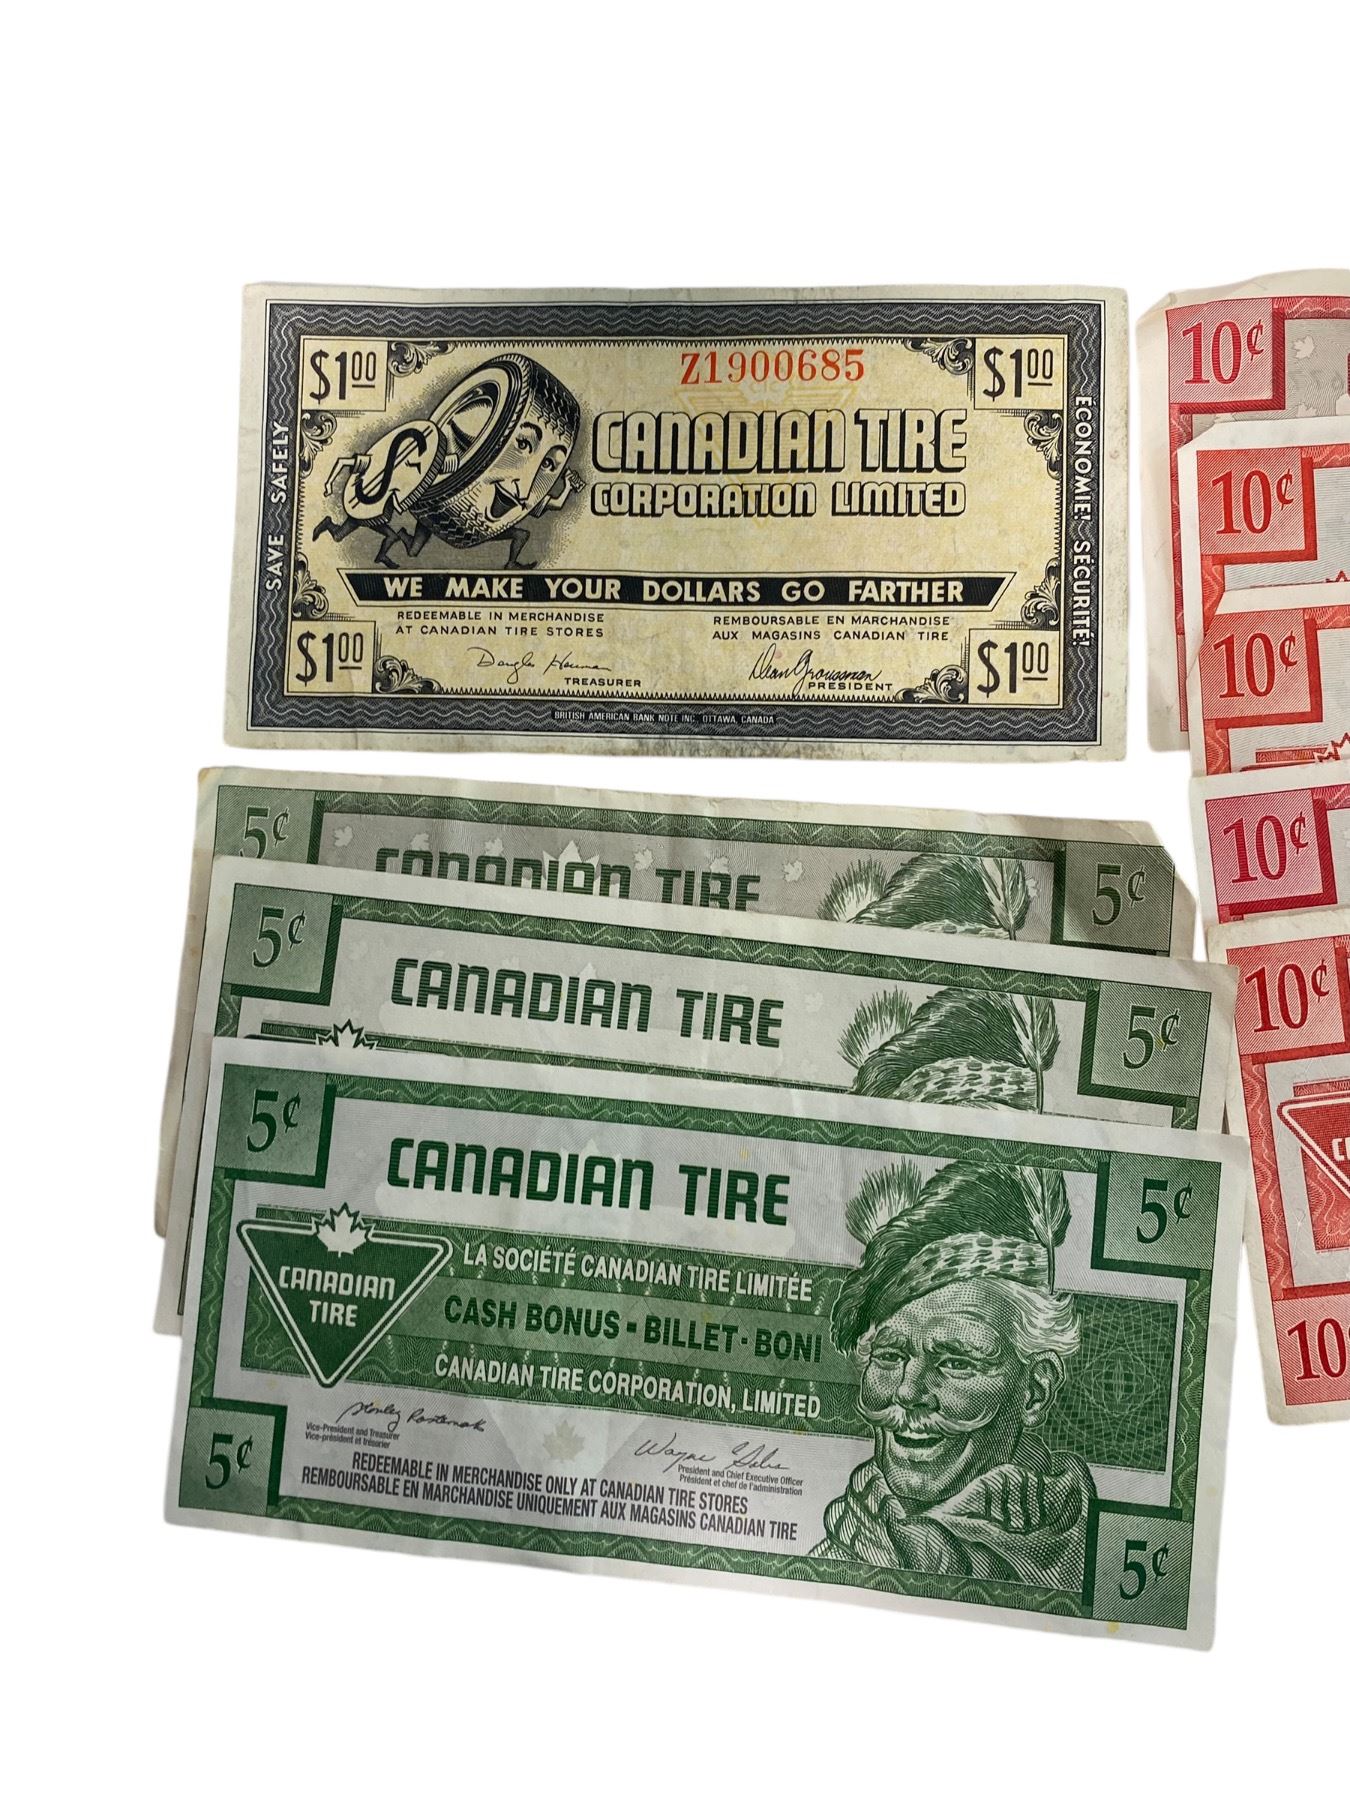 $1.00
Z1900685
$1.00
CANADIAN TIRE
CORPORATION LIMITED
SAVE SAFELY
ÉCONOMIE! SÉCURITÉ!
$
WE MAKE YOUR DOLLARS GO FARTHER
REDEEMABLE IN MERCHANDISE
AT CANADIAN TIRE STORES
REMBOURSABLE EN MARCHANDISE
AUX MAGASINS CANADIAN TIRE
$1.00
TREASURER
Dean Groussman
PRESIDENT
$1.00
BRITISH AMERICAN BANK NOTE INC. OTTAWA, CANADA
5¢
CANADIAN TIRE
5¢
5¢
CANADIAN TIRE
5¢
5¢
CANADIAN TIRE
5¢
CANADIAN
TIRE
LA SOCIÉTÉ CANADIAN TIRE LIMITÉE
CASH BONUS - BILLET - BONI
CANADIAN TIRE CORPORATION, LIMITED
Vice-President and Treasurer
Vice-président et trésorier
Wayne Sales
President and Chief Executive Officer
Président et chef de l'administration
REDEEMABLE IN MERCHANDISE ONLY AT CANADIAN TIRE STORES
REMBOURSABLE EN MARCHANDISE UNIQUEMENT AUX MAGASINS CANADIAN TIRE
5¢
5¢
10¢
10¢
10¢
10¢
10¢
10